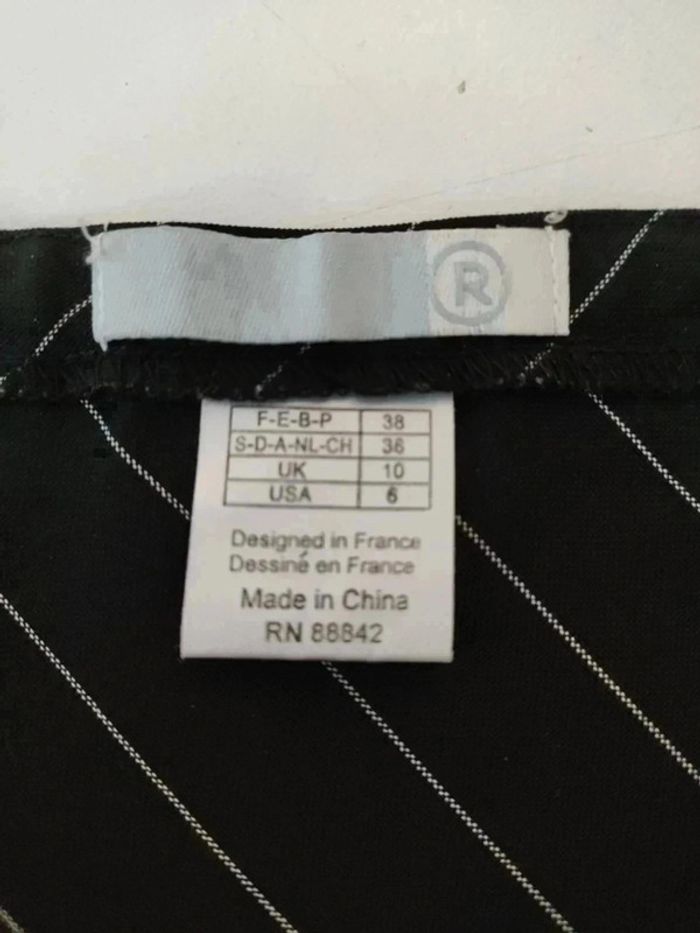 ®
F-E-B-P 38
S-D-A-NL-CH 36
UK 10
USA 6
Designed in France
Dessiné en France
Made in China
RN 88842